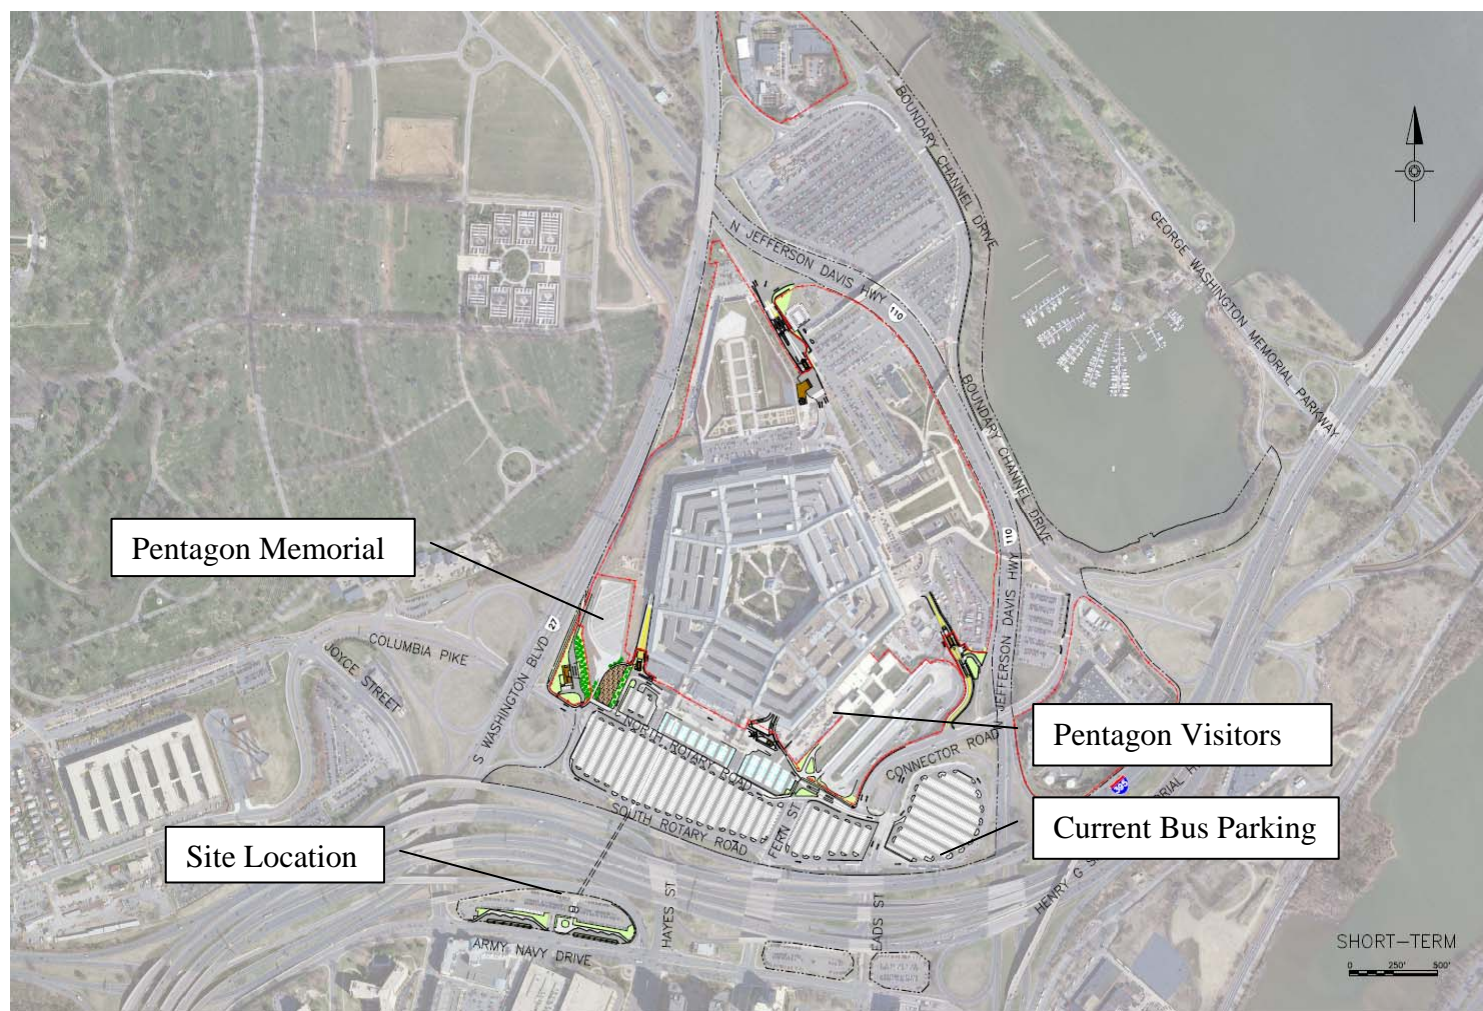 BOUNDARY CHANNEL DRIVE
N JEFFERSON DAVIS HWY
110
GEORGE WASHINGTON MEMORIAL PARKWAY
BOUNDARY CHANNEL DRIVE
110
Pentagon Memorial
N JEFFERSON DAVIS HWY
27
S WASHINGTON BLVD
COLUMBIA PIKE
JOYCE STREET
Pentagon Visitors
NORTH ROTARY ROAD
CONNECTOR ROAD
SOUTH ROTARY ROAD
FERN ST
Current Bus Parking
Site Location
HENRY G
HAYES ST
EADS ST
ARMY NAVY DRIVE
SHORT-TERM
0 250' 500'